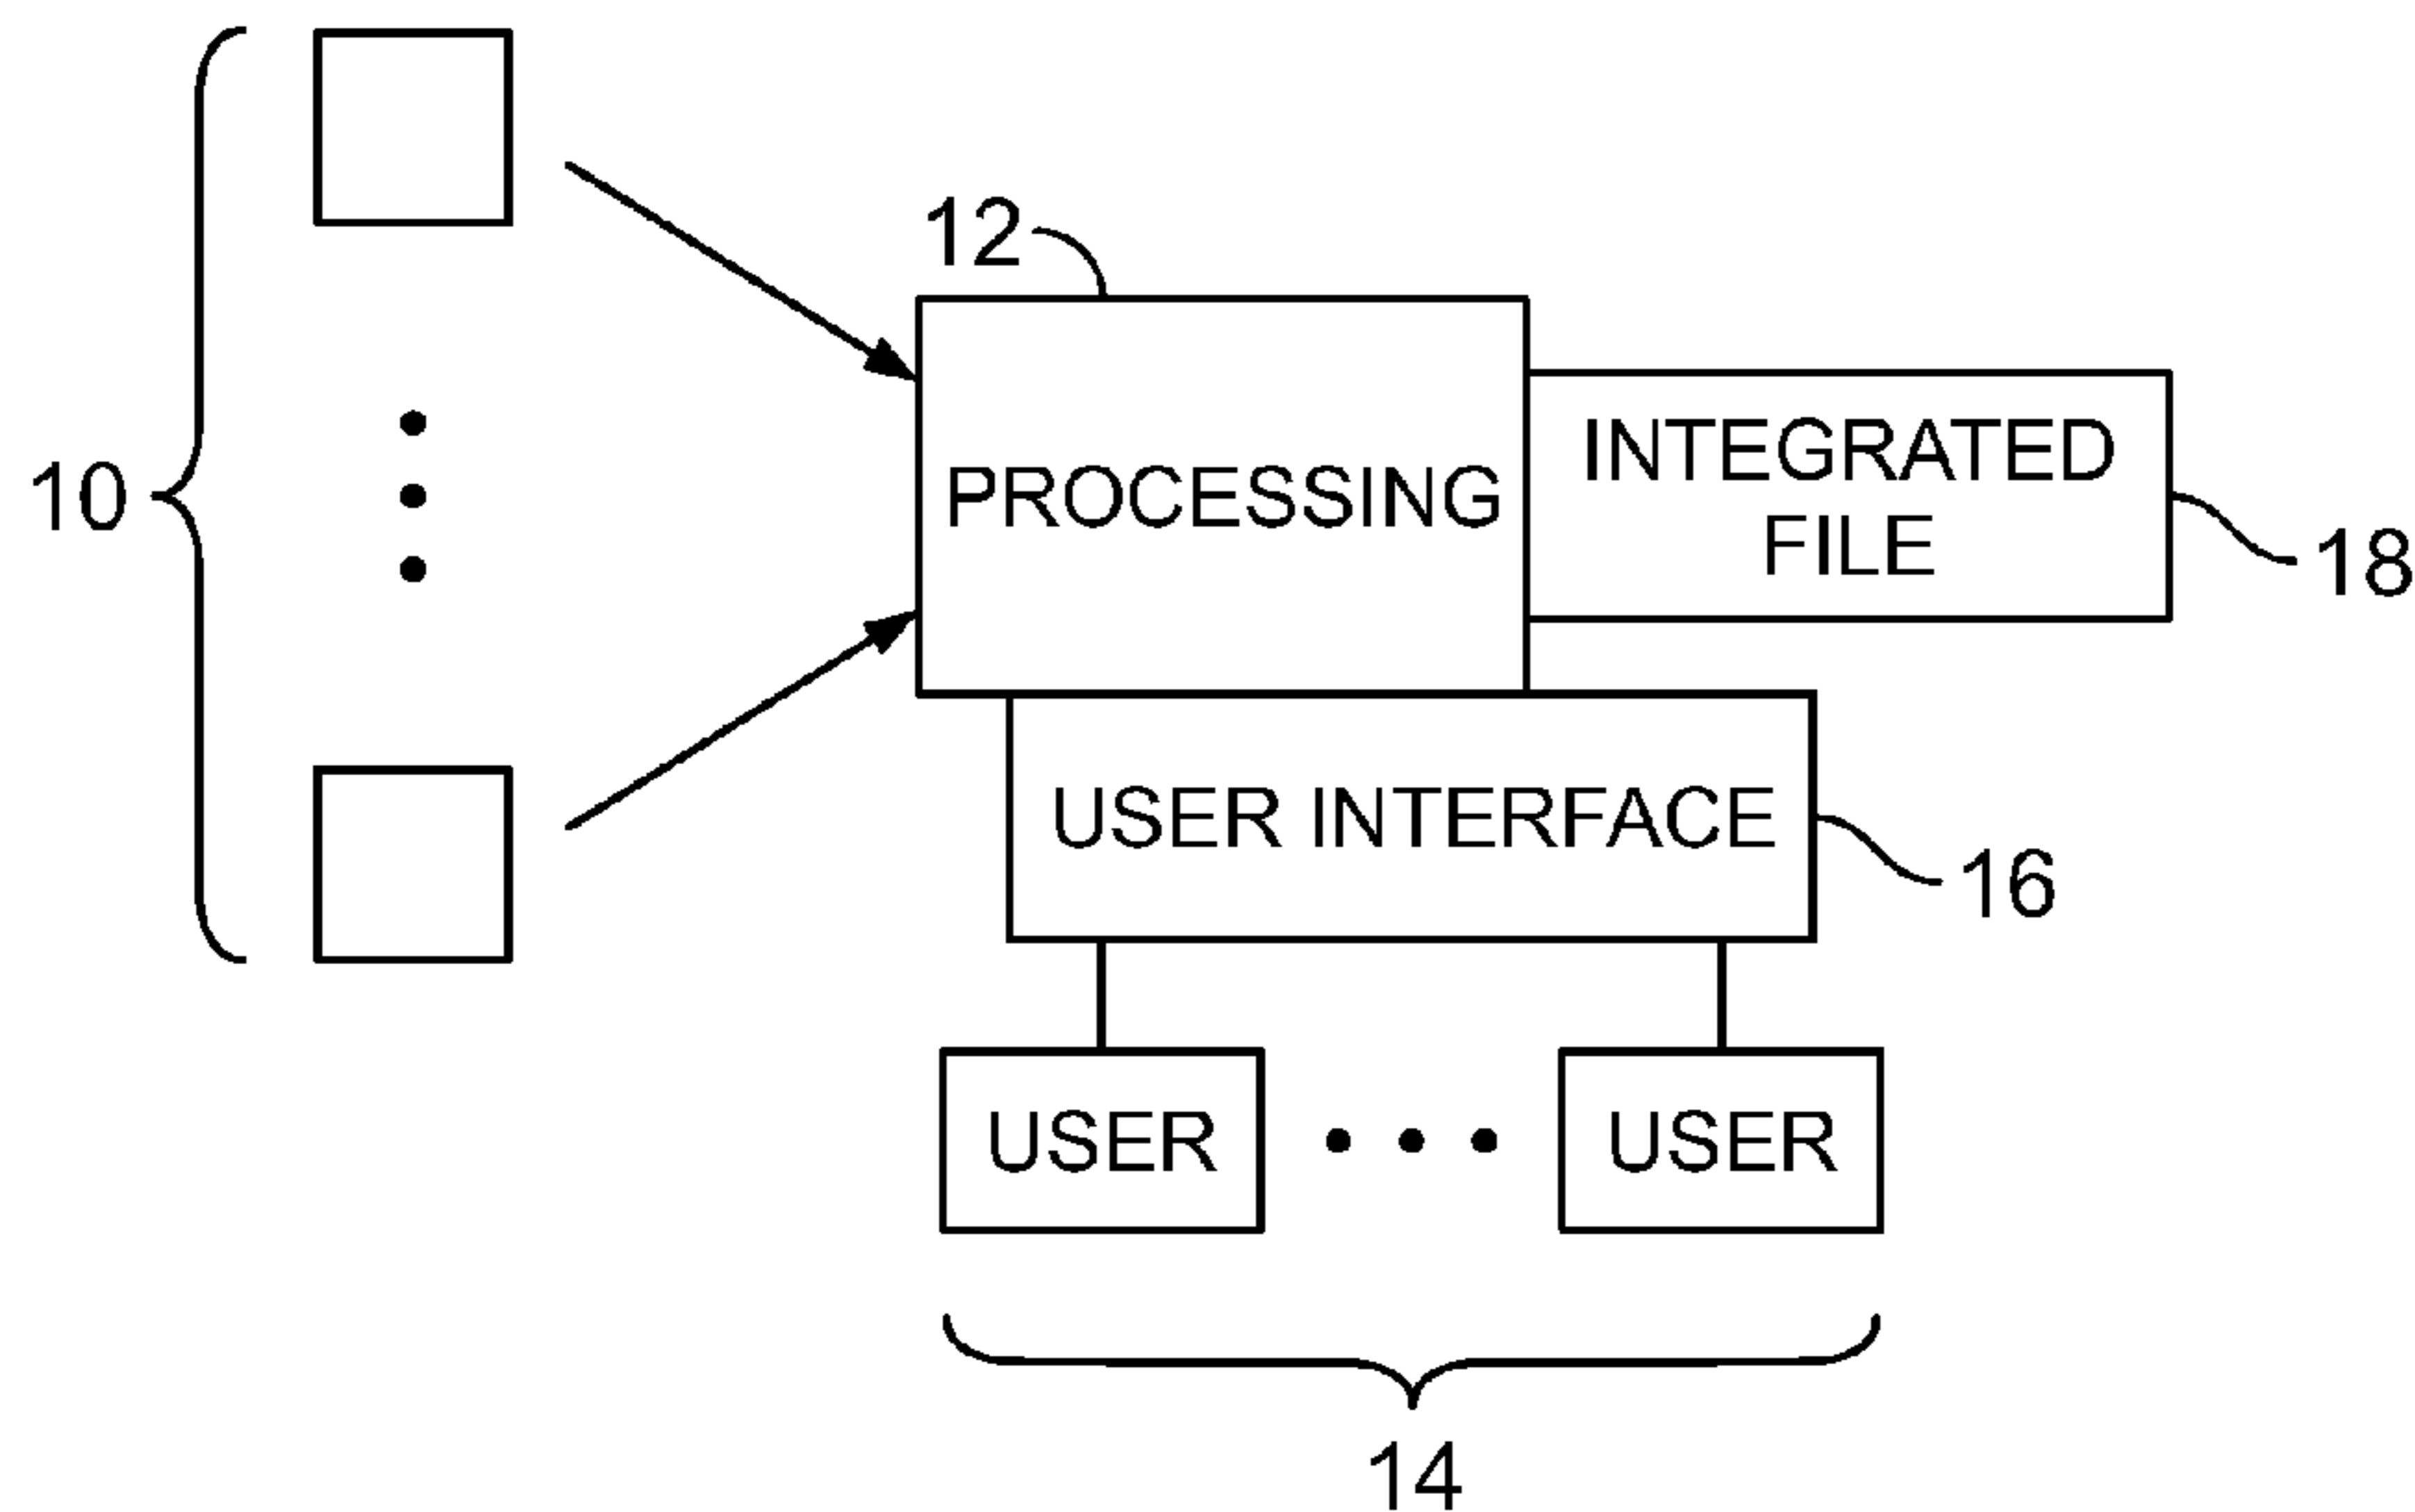 12
PROCESSING
INTEGRATED
FILE
10
18
USER INTERFACE
16
USER
USER
14